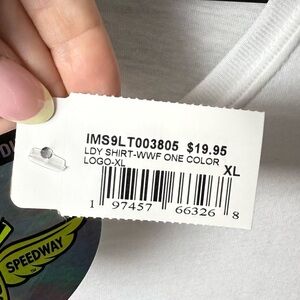 IMS9LT003805 $19.95
LDY SHIRT-WWF ONE COLOR
LOGO-XL
XL
1 97457 66326 8
SPEEDWAY